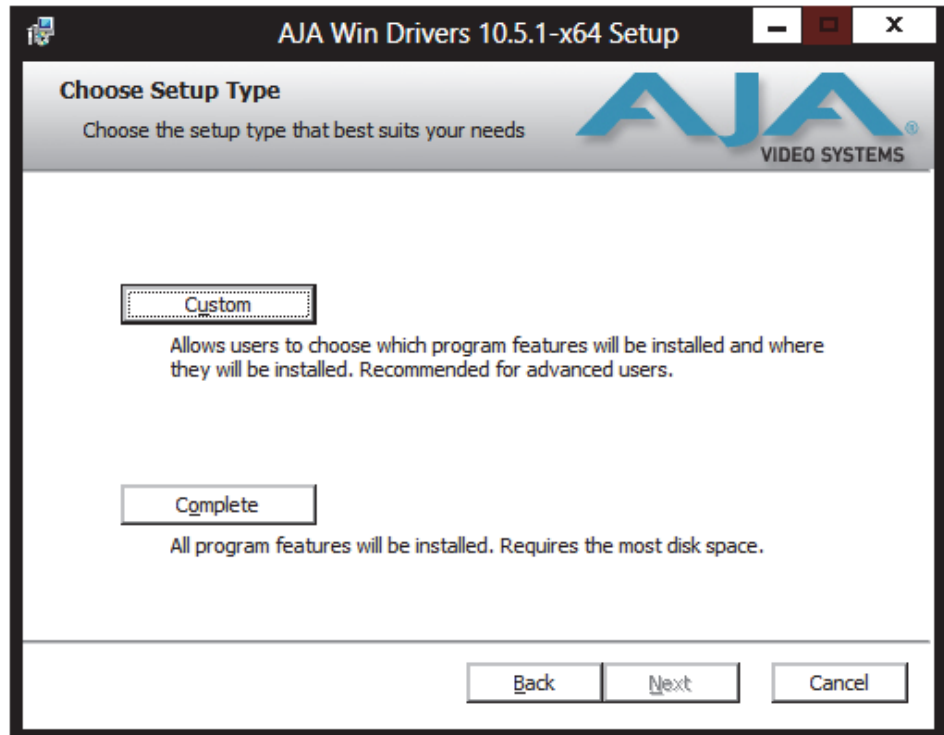 AJA Win Drivers 10.5.1-x64 Setup
Choose Setup Type
Choose the setup type that best suits your needs
AJA
®
VIDEO SYSTEMS
Custom
Allows users to choose which program features will be installed and where
they will be installed. Recommended for advanced users.
Complete
All program features will be installed. Requires the most disk space.
Back Next Cancel